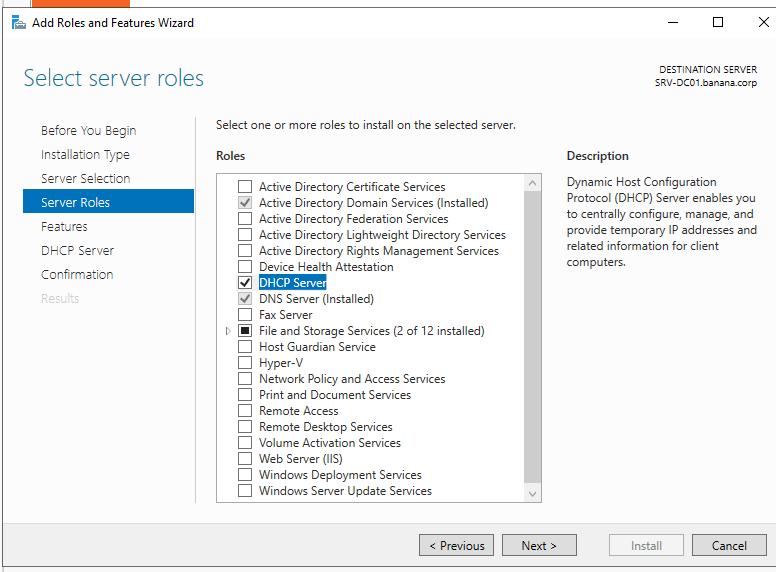 Add Roles and Features Wizard
Select server roles
DESTINATION SERVER
SRV-DC01.banana.corp
Before You Begin
Installation Type
Server Selection
Server Roles
Features
DHCP Server
Confirmation
Results
Select one or more roles to install on the selected server.
Roles
Active Directory Certificate Services
Active Directory Domain Services (Installed)
Active Directory Federation Services
Active Directory Lightweight Directory Services
Active Directory Rights Management Services
Device Health Attestation
DHCP Server
DNS Server (Installed)
Fax Server
File and Storage Services (2 of 12 installed)
Host Guardian Service
Hyper-V
Network Policy and Access Services
Print and Document Services
Remote Access
Remote Desktop Services
Volume Activation Services
Web Server (IIS)
Windows Deployment Services
Windows Server Update Services
Description
Dynamic Host Configuration
Protocol (DHCP) Server enables you
to centrally configure, manage, and
provide temporary IP addresses and
related information for client
computers.
< Previous
Next >
Install
Cancel